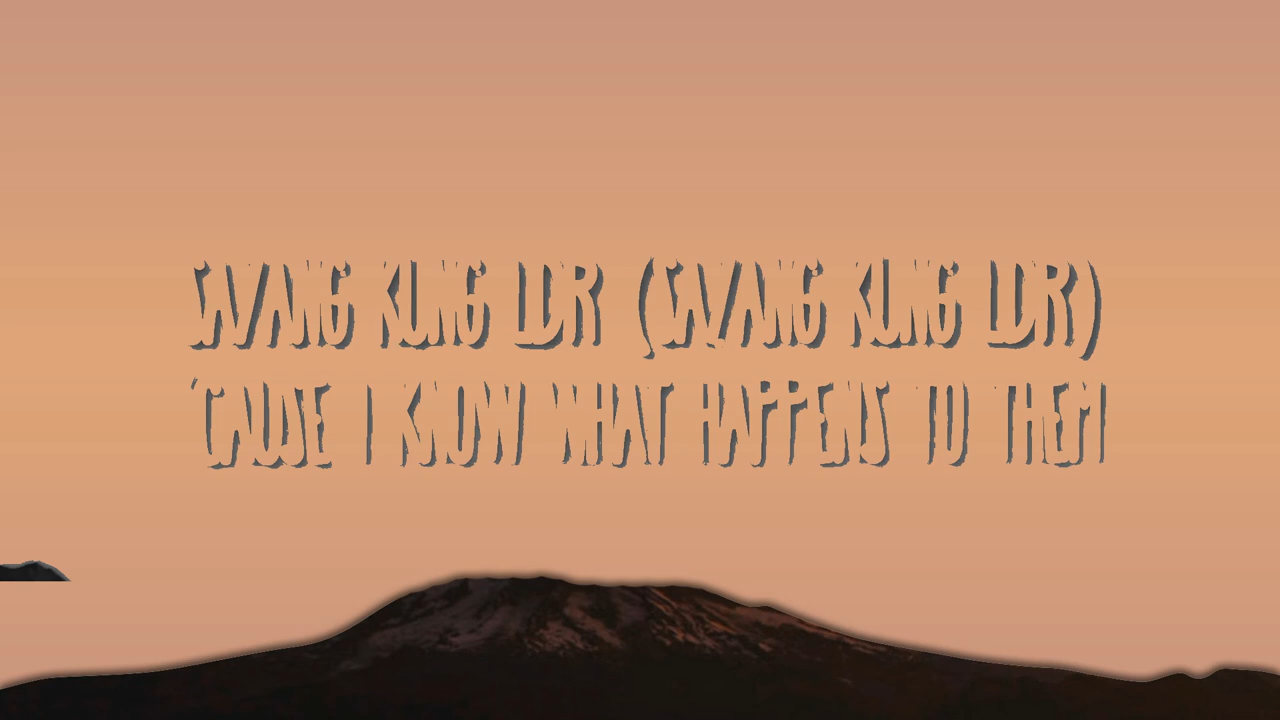 SAYANG KUNG LDR (SAYANG KUNG LDR)
'CAUSE I KNOW WHAT HAPPENS TO THEM